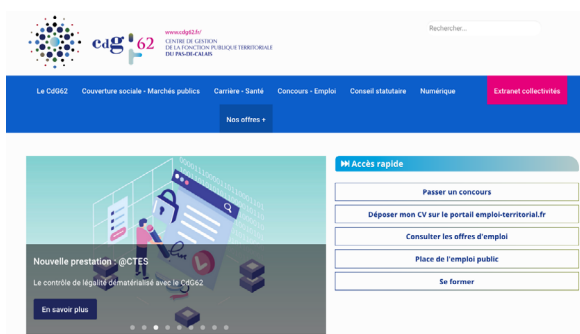 www.cdg62.fr/
cdg 62
CENTRE DE GESTION
DE LA FONCTION PUBLIQUE TERRITORIALE
DU PAS-DE-CALAIS
Rechercher...
Le CdG62 Couverture sociale - Marchés publics Carrière - Santé Concours - Emploi Conseil statutaire Numérique Extranet collectivités
Nos offres +
Accès rapide
Passer un concours
Déposer mon CV sur le portail emploi-territorial.fr
Consulter les offres d'emploi
Place de l'emploi public
Se former
Nouvelle prestation : @CTES
Le contrôle de légalité dématérialisé avec le CdG62
En savoir plus